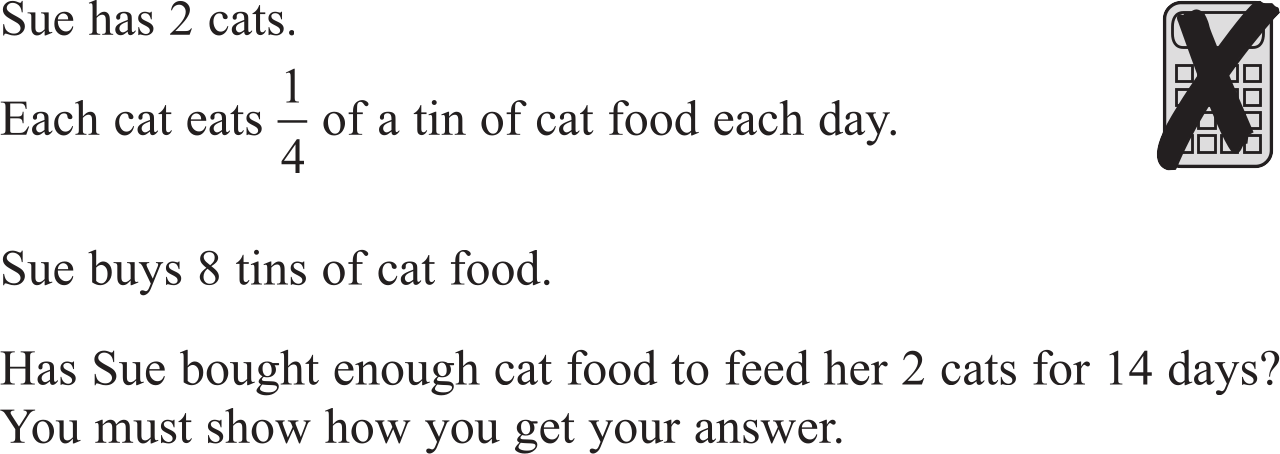 Sue has 2 cats.
Each cat eats 1/4 of a tin of cat food each day.
Sue buys 8 tins of cat food.
Has Sue bought enough cat food to feed her 2 cats for 14 days?
You must show how you get your answer.